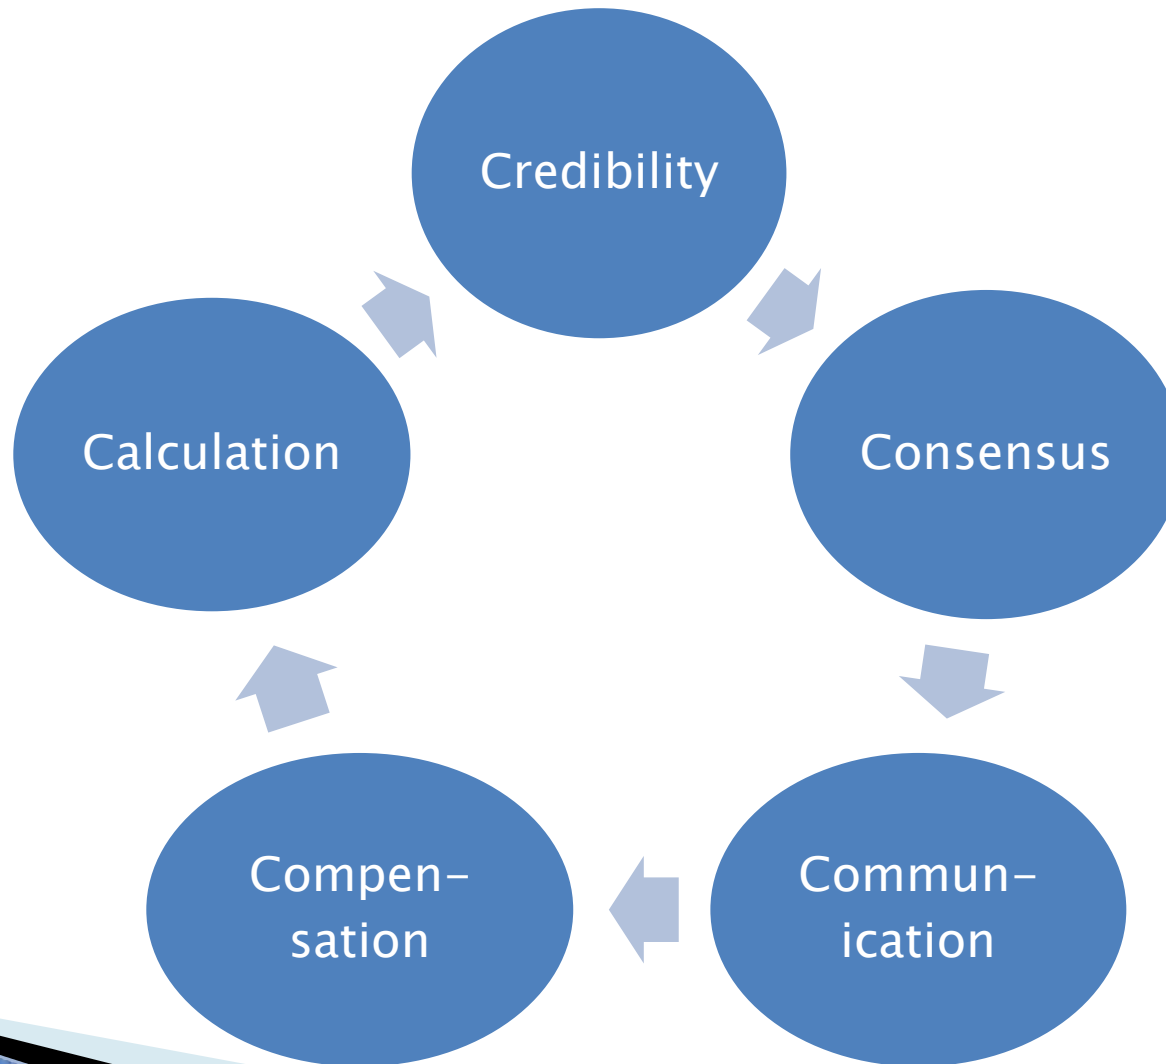 Credibility
Calculation
Consensus
Compen-
sation
Commun-
ication